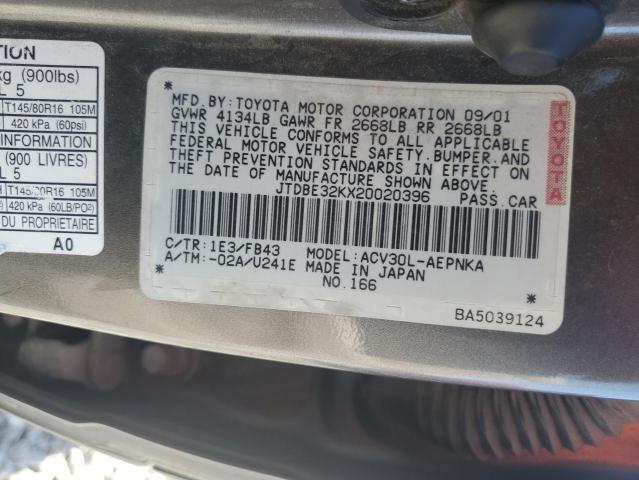 TION
kg (900lbs)
L 5
T145/80R16 105M
420 kPa (60psi)
INFORMATION
(900 LIVRES)
L 5
T145/80R16 105M
420 kPa (60LB/PO²)
DU PROPRIETAIRE
A0
MFD.BY:TOYOTA MOTOR CORPORATION 09/01
GVWR 4134LB GAWR FR 2668LB RR 2668LB
THIS VEHICLE CONFORMS TO ALL APPLICABLE
FEDERAL MOTOR VEHICLE SAFETY,BUMPER,AND
THEFT PREVENTION STANDARDS IN EFFECT ON
THE DATE OF MANUFACTURE SHOWN ABOVE.
JTDBE32KX20020396 PASS.CAR
C/TR:1E3/FB43 MODEL:ACV30L-AEPNKA
A/TM:-02A/U241E MADE IN JAPAN
NO.166
BA5039124
TOYOTA